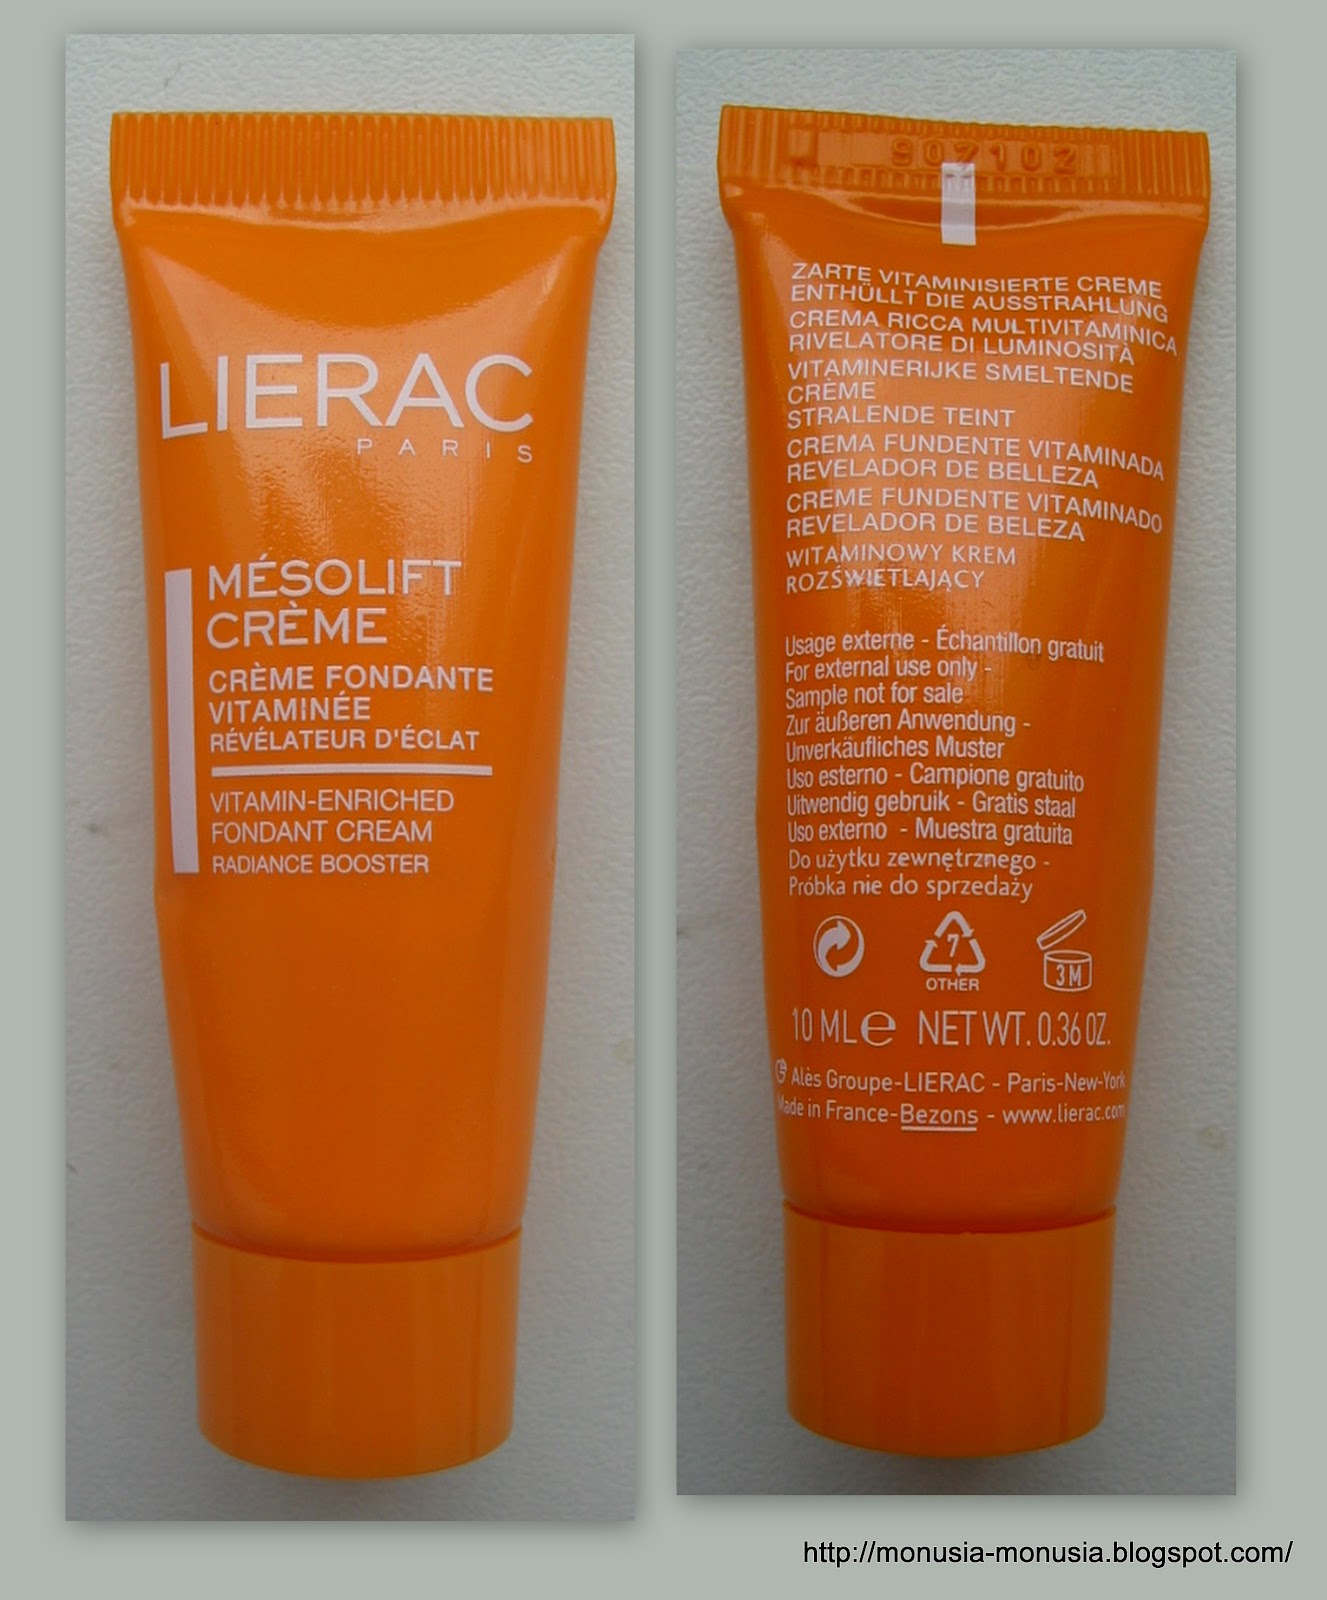 LIERAC
PARIS
MÉSOLIFT
CRÈME
CRÈME FONDANTE
VITAMINÉE
RÉVÉLATEUR D'ÉCLAT
VITAMIN-ENRICHED
FONDANT CREAM
RADIANCE BOOSTER
907102
ZARTE VITAMINISIERTE CREME
ENTHÜLLT DIE AUSSTRAHLUNG
CREMA RICCA MULTIVITAMINICA
RIVELATORE DI LUMINOSITÀ
VITAMINERIJKE SMELTENDE
CRÈME
STRALENDE TEINT
CREMA FUNDENTE VITAMINADA
REVELADOR DE BELLEZA
CREME FUNDENTE VITAMINADO
REVELADOR DE BELEZA
WITAMINOWY KREM
ROZŚWIETLAJĄCY
Usage externe - Échantillon gratuit
For external use only -
Sample not for sale
Zur äußeren Anwendung -
Unverkäufliches Muster
Uso esterno - Campione gratuito
Uitwendig gebruik - Gratis staal
Uso externo - Muestra gratuita
Do użytku zewnętrznego -
Próbka nie do sprzedaży
7
OTHER
3 M
10 ML e NET WT. 0.36 OZ.
Alès Groupe-LIERAC - Paris-New-York
Made in France-Bezons - www.lierac.com
http://monusia-monusia.blogspot.com/